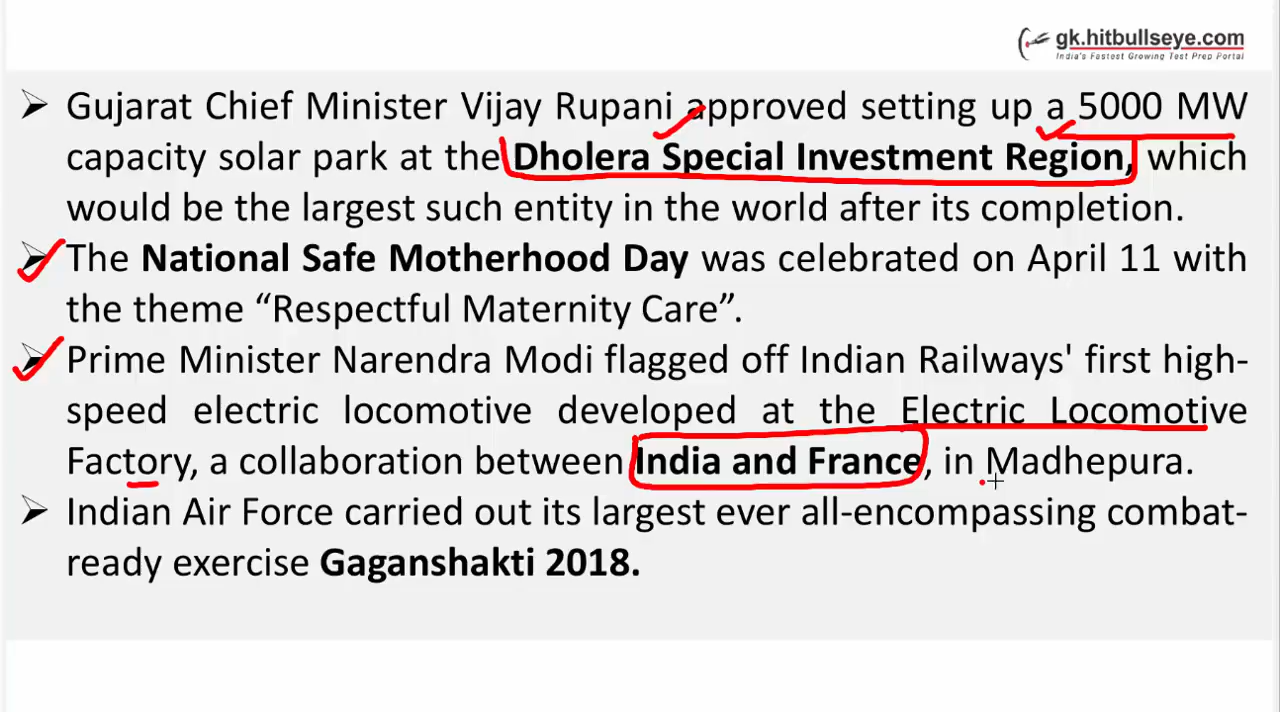 gk.hitbullseye.com
India's Fastest Growing Test Prep Portal
Gujarat Chief Minister Vijay Rupani approved setting up a 5000 MW
capacity solar park at the Dholera Special Investment Region, which
would be the largest such entity in the world after its completion.
The National Safe Motherhood Day was celebrated on April 11 with
the theme “Respectful Maternity Care”.
Prime Minister Narendra Modi flagged off Indian Railways' first high-
speed electric locomotive developed at the Electric Locomotive
Factory, a collaboration between India and France, in Madhepura.
Indian Air Force carried out its largest ever all-encompassing combat-
ready exercise Gaganshakti 2018.